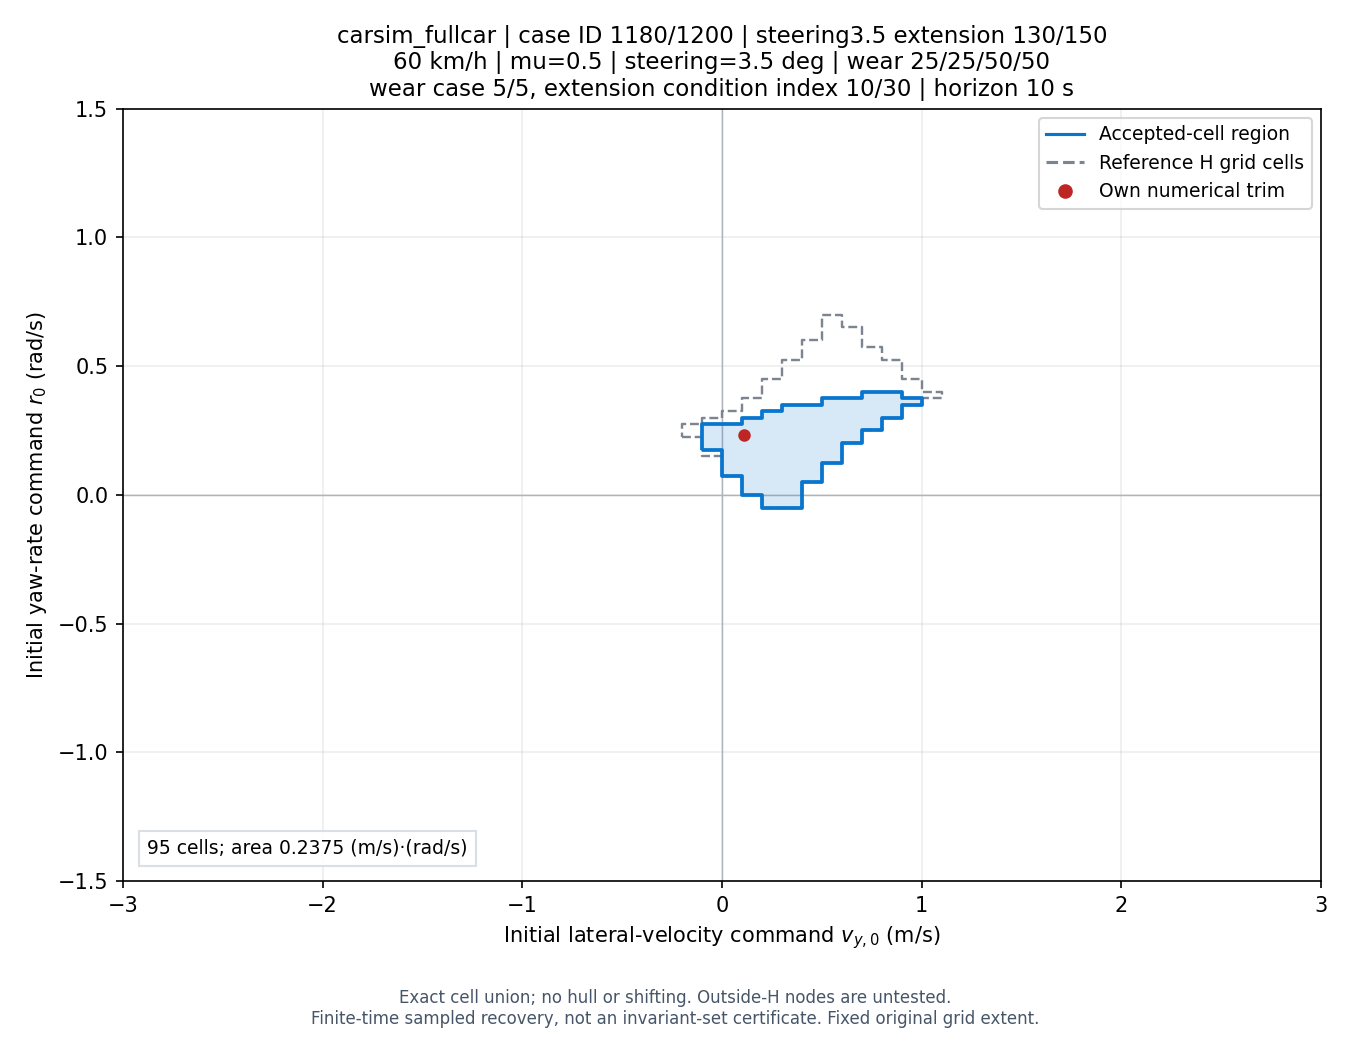 carsim_fullcar | case ID 1180/1200 | steering3.5 extension 130/150
60 km/h | mu=0.5 | steering=3.5 deg | wear 25/25/50/50
wear case 5/5, extension condition index 10/30 | horizon 10 s
Accepted-cell region
Reference H grid cells
Own numerical trim
1.5
1.0
0.5
0.0
−0.5
−1.0
−1.5
Initial yaw-rate command r0 (rad/s)
95 cells; area 0.2375 (m/s)·(rad/s)
−3
−2
−1
0
1
2
3
Initial lateral-velocity command vy,0 (m/s)
Exact cell union; no hull or shifting. Outside-H nodes are untested.
Finite-time sampled recovery, not an invariant-set certificate. Fixed original grid extent.